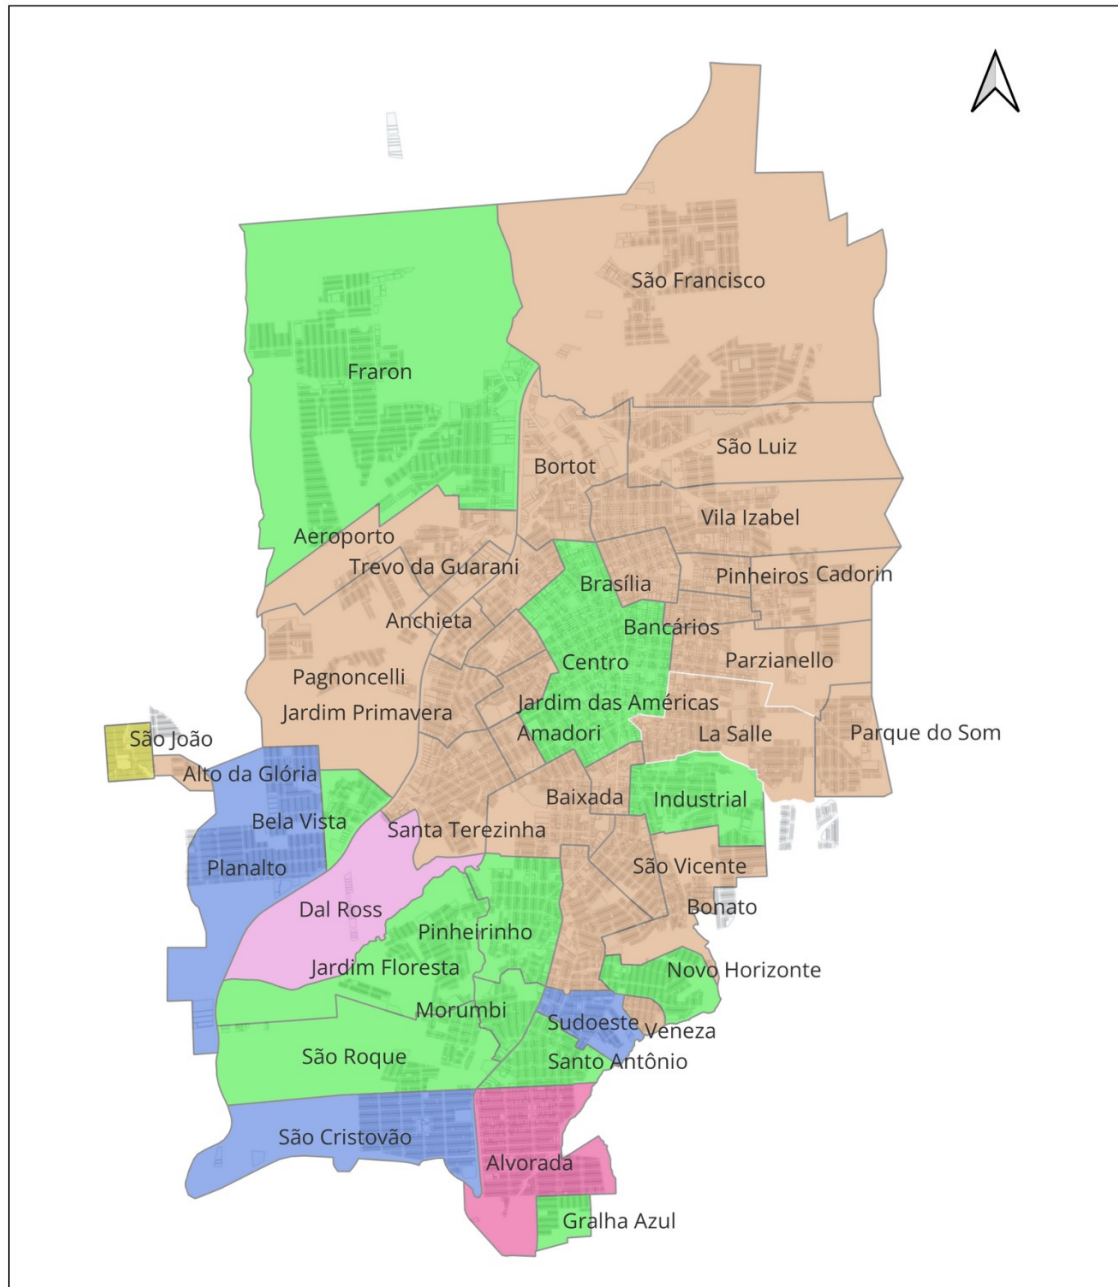 São Francisco
Fraron
São Luiz
Bortot
Vila Izabel
Aeroporto
Trevo da Guarani
Brasília
Pinheiros
Cadorin
Anchieta
Bancários
Centro
Parzianello
Pagnoncelli
Jardim das Américas
Jardim Primavera
Amadori
La Salle
Parque do Som
São João
Alto da Glória
Baixada
Industrial
Bela Vista
Santa Terezinha
Planalto
São Vicente
Bonato
Dal Ross
Pinheirinho
Jardim Floresta
Novo Horizonte
Morumbi
Sudoeste
Veneza
São Roque
Santo Antônio
São Cristovão
Alvorada
Gralha Azul